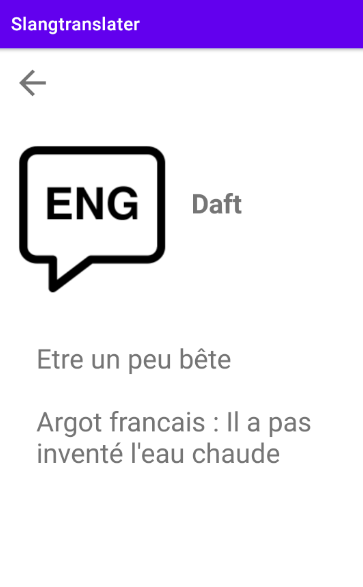 Slangtranslater
ENG
Daft
Etre un peu bête
Argot francais : Il a pas
inventé l'eau chaude